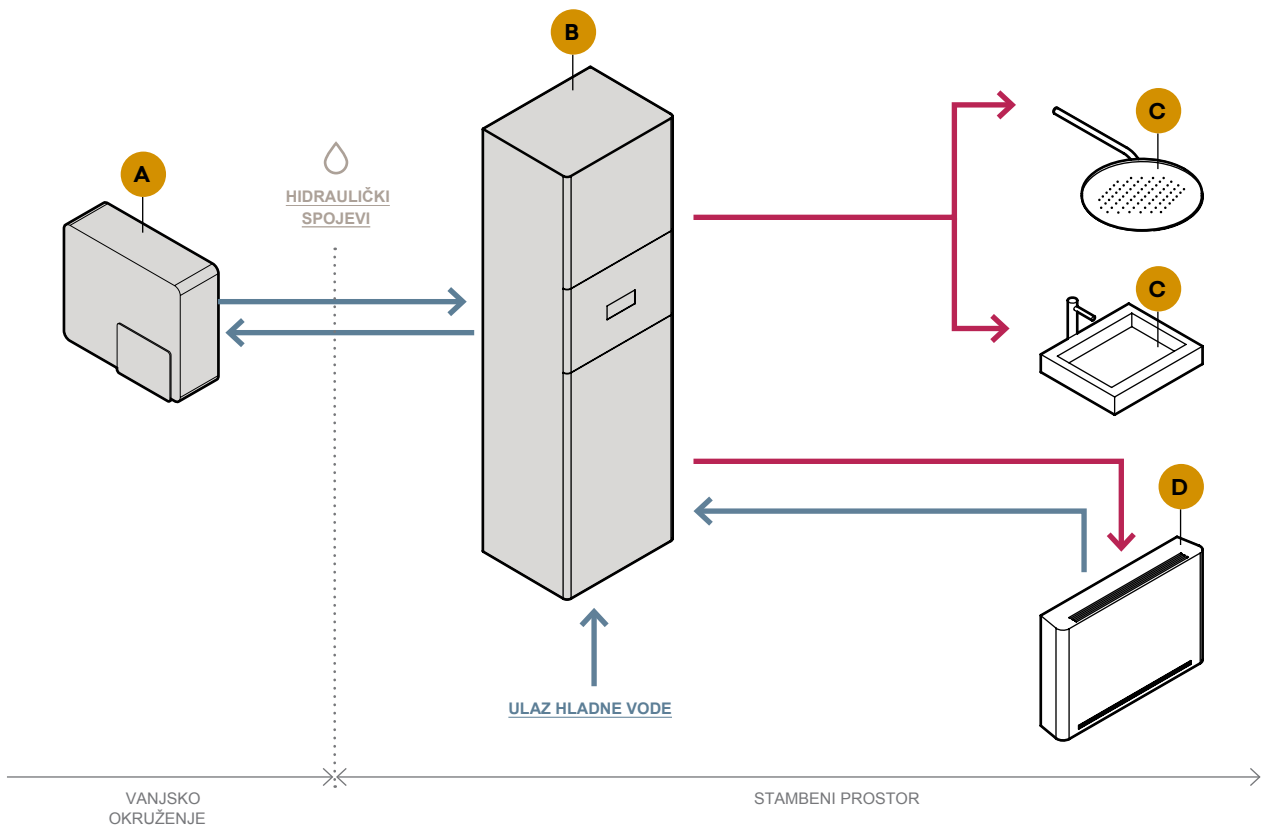 B
C
A
HIDRAULIČKI
SPOJEVI
C
D
ULAZ HLADNE VODE
VANJSKO
OKRUŽENJE
STAMBENI PROSTOR